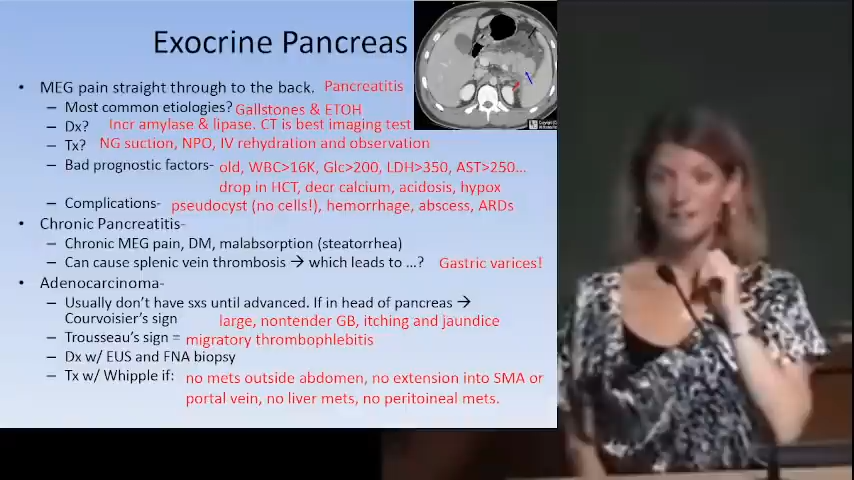 Exocrine Pancreas
• MEG pain straight through to the back. Pancreatitis
– Most common etiologies? Gallstones & ETOH
– Dx? Incr amylase & lipase. CT is best imaging test
– Tx? NG suction, NPO, IV rehydration and observation
– Bad prognostic factors- old, WBC>16K, Glc>200, LDH>350, AST>250…
drop in HCT, decr calcium, acidosis, hypox
– Complications- pseudocyst (no cells!), hemorrhage, abscess, ARDs
• Chronic Pancreatitis-
– Chronic MEG pain, DM, malabsorption (steatorrhea)
– Can cause splenic vein thrombosis → which leads to …? Gastric varices!
• Adenocarcinoma-
– Usually don't have sxs until advanced. If in head of pancreas →
Courvoisier's sign large, nontender GB, itching and jaundice
– Trousseau's sign = migratory thrombophlebitis
– Dx w/ EUS and FNA biopsy
– Tx w/ Whipple if: no mets outside abdomen, no extension into SMA or
portal vein, no liver mets, no peritoineal mets.